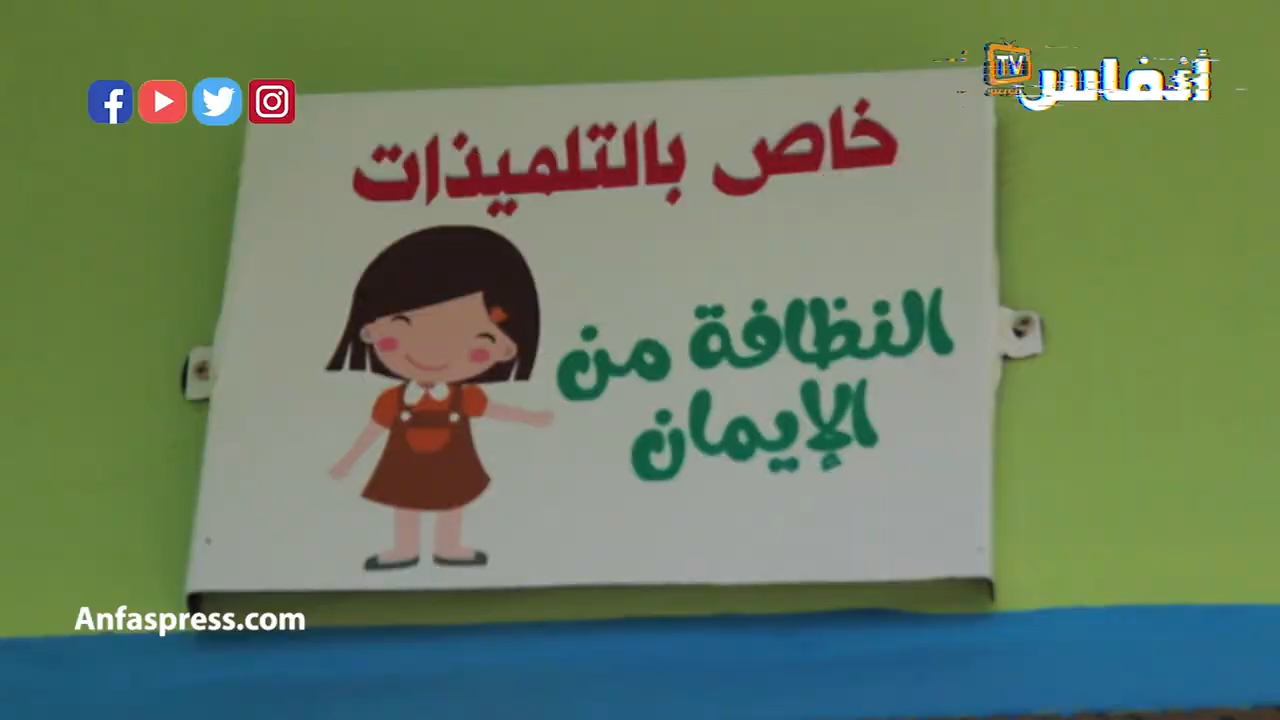 أنفاس
TV
خاص بالتلميذات
النظافة من
الإيمان
Anfaspress.com